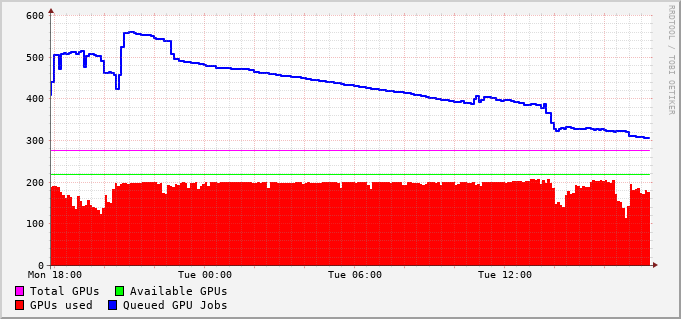 600
500
400
300
200
100
0
Mon 18:00 Tue 00:00 Tue 06:00 Tue 12:00
Total GPUs Available GPUs
GPUs used Queued GPU Jobs
RRDTOOL / TOBI OETIKER